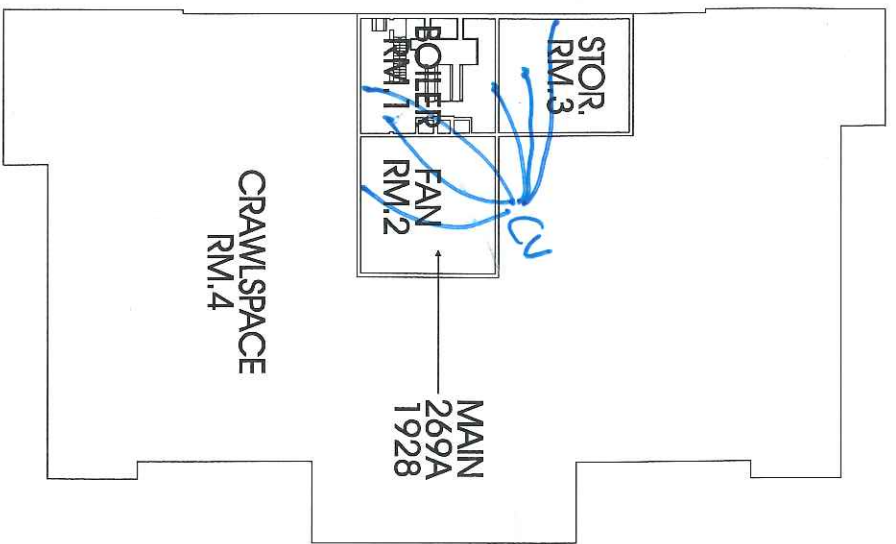 STOR.
RM.3
BOILER
RM.1
FAN
RM.2
CV
CRAWLSPACE
RM.4
MAIN
269A
1928